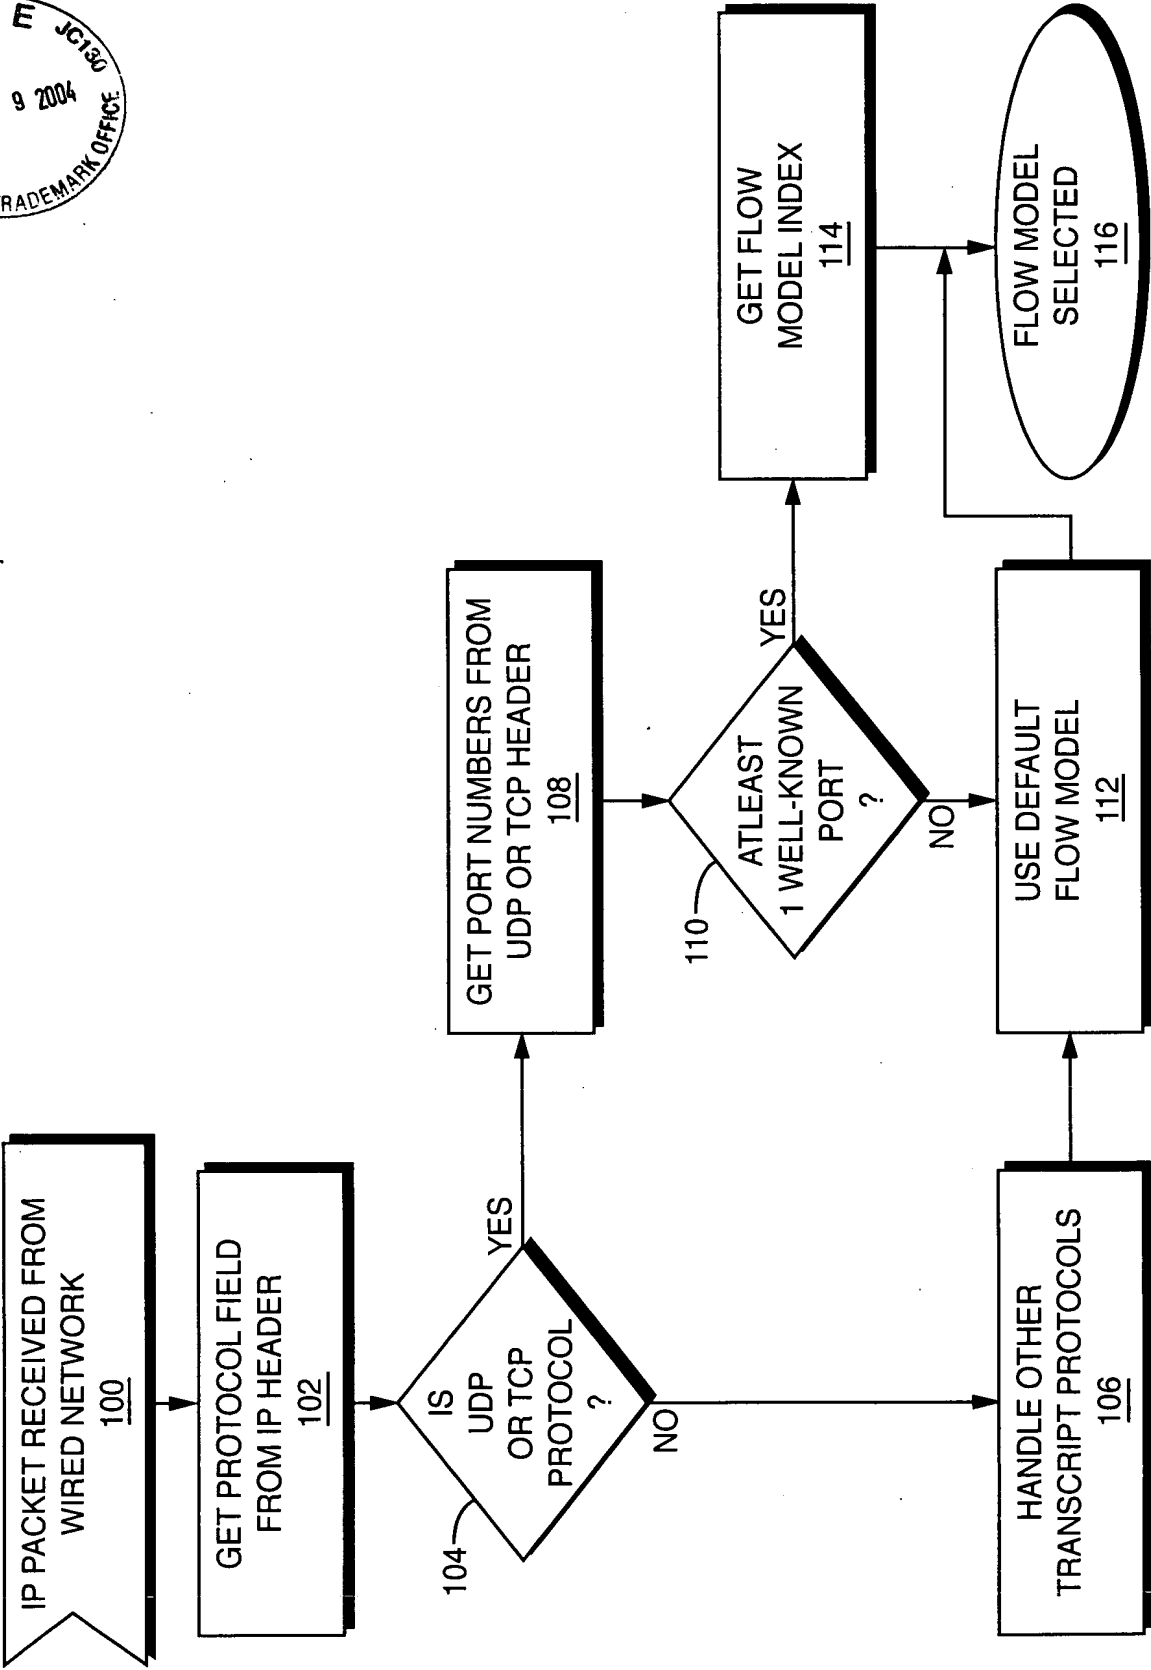 E JC130
9 2004
RADEMARK OFFICE
IP PACKET RECEIVED FROM
WIRED NETWORK
100
GET PROTOCOL FIELD
FROM IP HEADER
102
104
IS
UDP
OR TCP
PROTOCOL
?
YES
NO
HANDLE OTHER
TRANSCRIPT PROTOCOLS
106
GET PORT NUMBERS FROM
UDP OR TCP HEADER
108
110
ATLEAST
1 WELL-KNOWN
PORT
?
YES
NO
USE DEFAULT
FLOW MODEL
112
GET FLOW
MODEL INDEX
114
FLOW MODEL
SELECTED
116